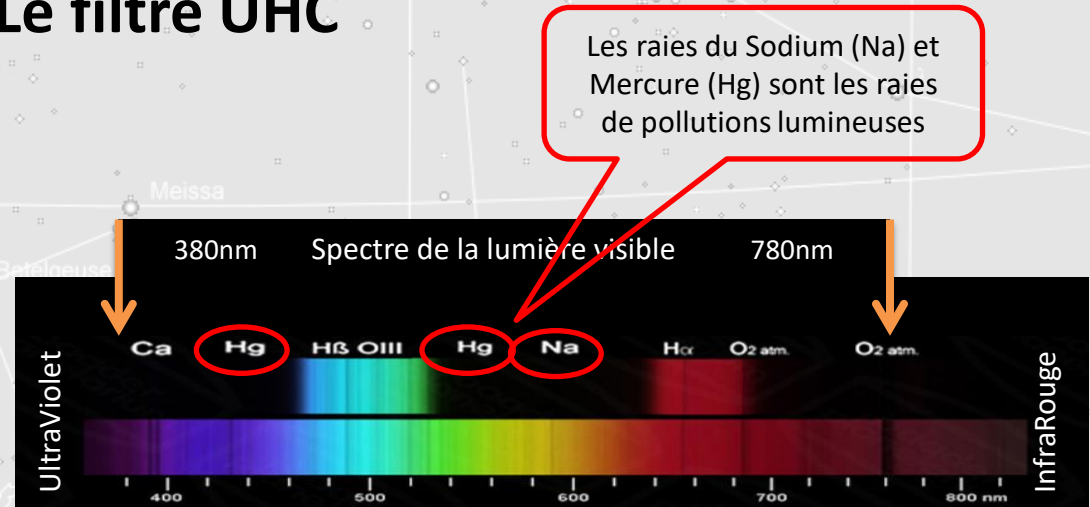 Le filtre UHC
Les raies du Sodium (Na) et
Mercure (Hg) sont les raies
de pollutions lumineuses
Meissa
Betelgeuse
380nm Spectre de la lumière visible 780nm
UltraViolet
Ca Hg Hß OIII Hg Na Hα O2 atm. O2 atm.
InfraRouge
400 500 600 700 800 nm